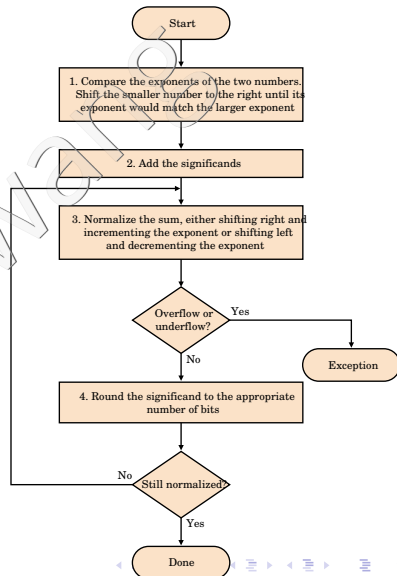 Start
1. Compare the exponents of the two numbers.
Shift the smaller number to the right until its
exponent would match the larger exponent
2. Add the significands
3. Normalize the sum, either shifting right and
incrementing the exponent or shifting left
and decrementing the exponent
Overflow or
underflow?
Yes
No
Exception
4. Round the significand to the appropriate
number of bits
No
Still normalized?
Yes
Done